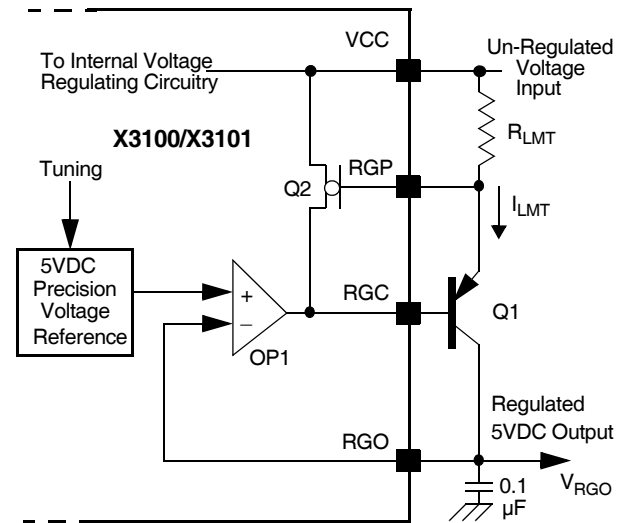 VCC
To Internal Voltage
Regulating Circuitry
Un-Regulated
Voltage
Input
X3100/X3101
RLMT
Tuning
RGP
Q2
ILMT
5VDC
Precision
Voltage
Reference
+
–
RGC
Q1
OP1
Regulated
5VDC Output
RGO
VRGO
0.1
µF